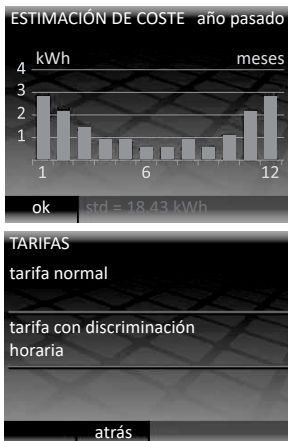 ESTIMACIÓN DE COSTE año pasado
kWh meses
4
3
2
1
1 6 12
ok std = 18.43 kWh
TARIFAS
tarifa normal
tarifa con discriminación
horaria
atrás